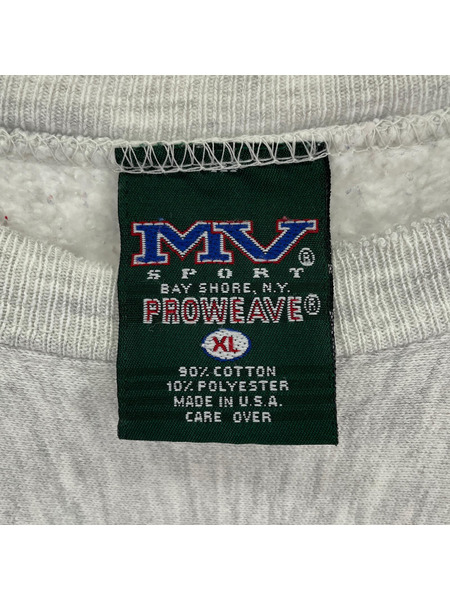 MV®
SPORT
BAY SHORE, N.Y.
PROWEAVE®
XL
90% COTTON
10% POLYESTER
MADE IN U.S.A.
CARE OVER